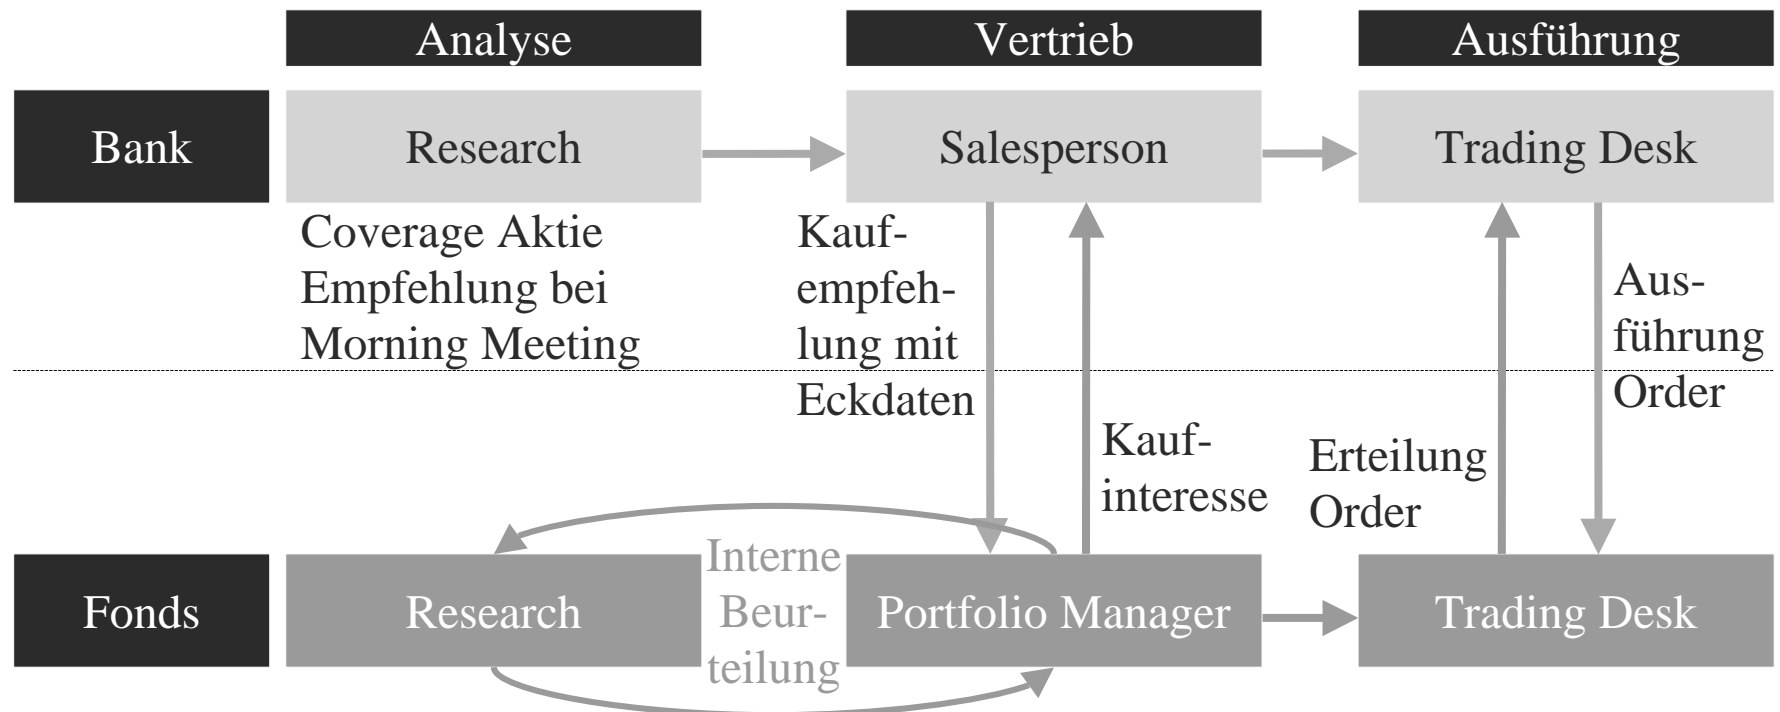 Analyse
Vertrieb
Ausführung
Bank
Research
Salesperson
Trading Desk
Coverage Aktie
Empfehlung bei
Morning Meeting
Kauf-
empfeh-
lung mit
Eckdaten
Aus-
führung
Order
Kauf-
interesse
Erteilung
Order
Interne
Beur-
teilung
Fonds
Research
Portfolio Manager
Trading Desk